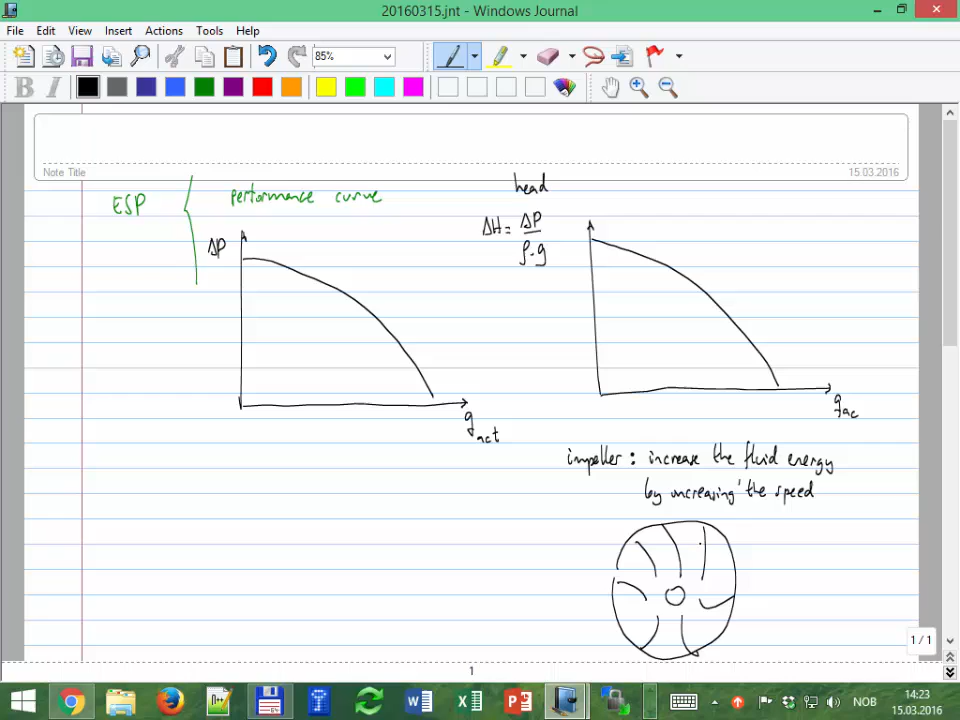 20160315.jnt - Windows Journal
File Edit View Insert Actions Tools Help
85%
B I
Note Title
15.03.2016
ESP
performance curve
head
ΔP
ΔH = ΔP
ρ·g
q act
q ac
impeller : increase the fluid energy
by increasing the speed
1 / 1
1
NOB
14:23
15.03.2016